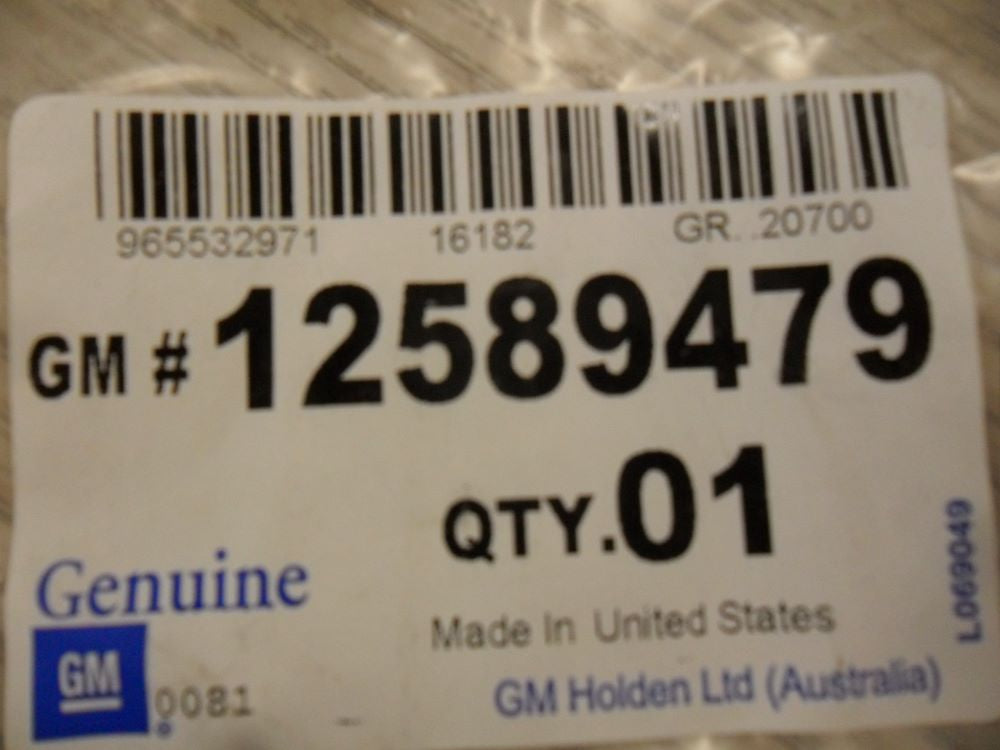 965532971 16182 GR. .20700
GM # 12589479
QTY. 01
Genuine
GM
0081
Made In United States
GM Holden Ltd (Australia)
L069049